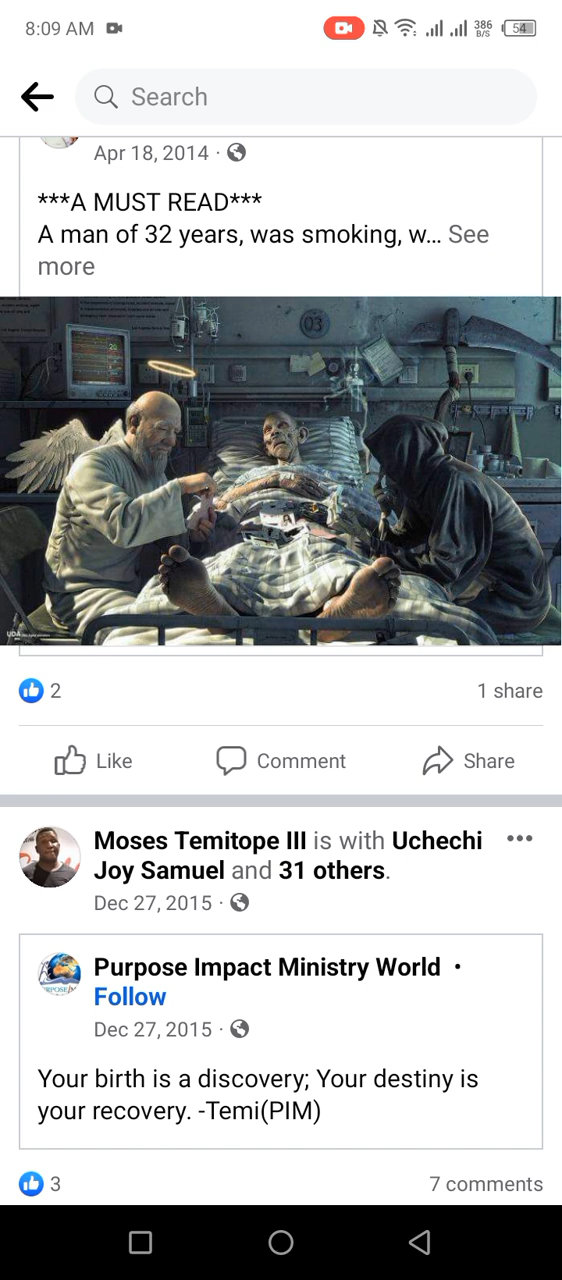 8:09 AM
386
B/S
54
Search
Apr 18, 2014 ·
***A MUST READ***
A man of 32 years, was smoking, w... See
more
20
03
UDA
2
1 share
Like
Comment
Share
Moses Temitope III is with Uchechi
Joy Samuel and 31 others.
Dec 27, 2015 ·
Purpose Impact Ministry World •
Follow
Dec 27, 2015 ·
Your birth is a discovery; Your destiny is
your recovery. -Temi(PIM)
3
7 comments